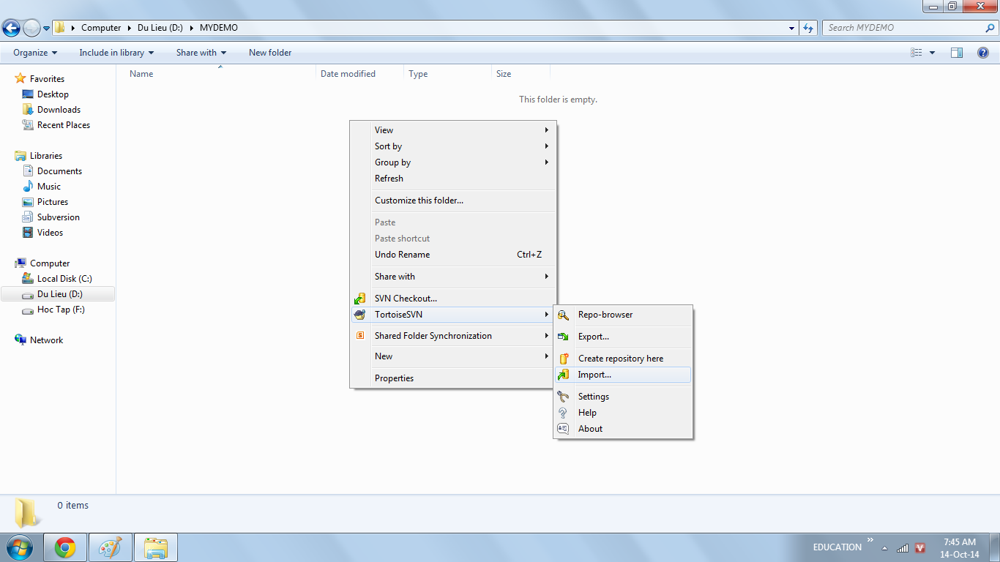 Computer Du Lieu (D:) MYDEMO
Search MYDEMO
Organize Include in library Share with New folder
Favorites
Desktop
Downloads
Recent Places
Libraries
Documents
Music
Pictures
Subversion
Videos
Computer
Local Disk (C:)
Du Lieu (D:)
Hoc Tap (F:)
Network
Name Date modified Type Size
This folder is empty.
View
Sort by
Group by
Refresh
Customize this folder...
Paste
Paste shortcut
Undo Rename Ctrl+Z
Share with
SVN Checkout...
TortoiseSVN
Shared Folder Synchronization
New
Properties
Repo-browser
Export...
Create repository here
Import...
Settings
Help
About
0 items
EDUCATION
7:45 AM
14-Oct-14